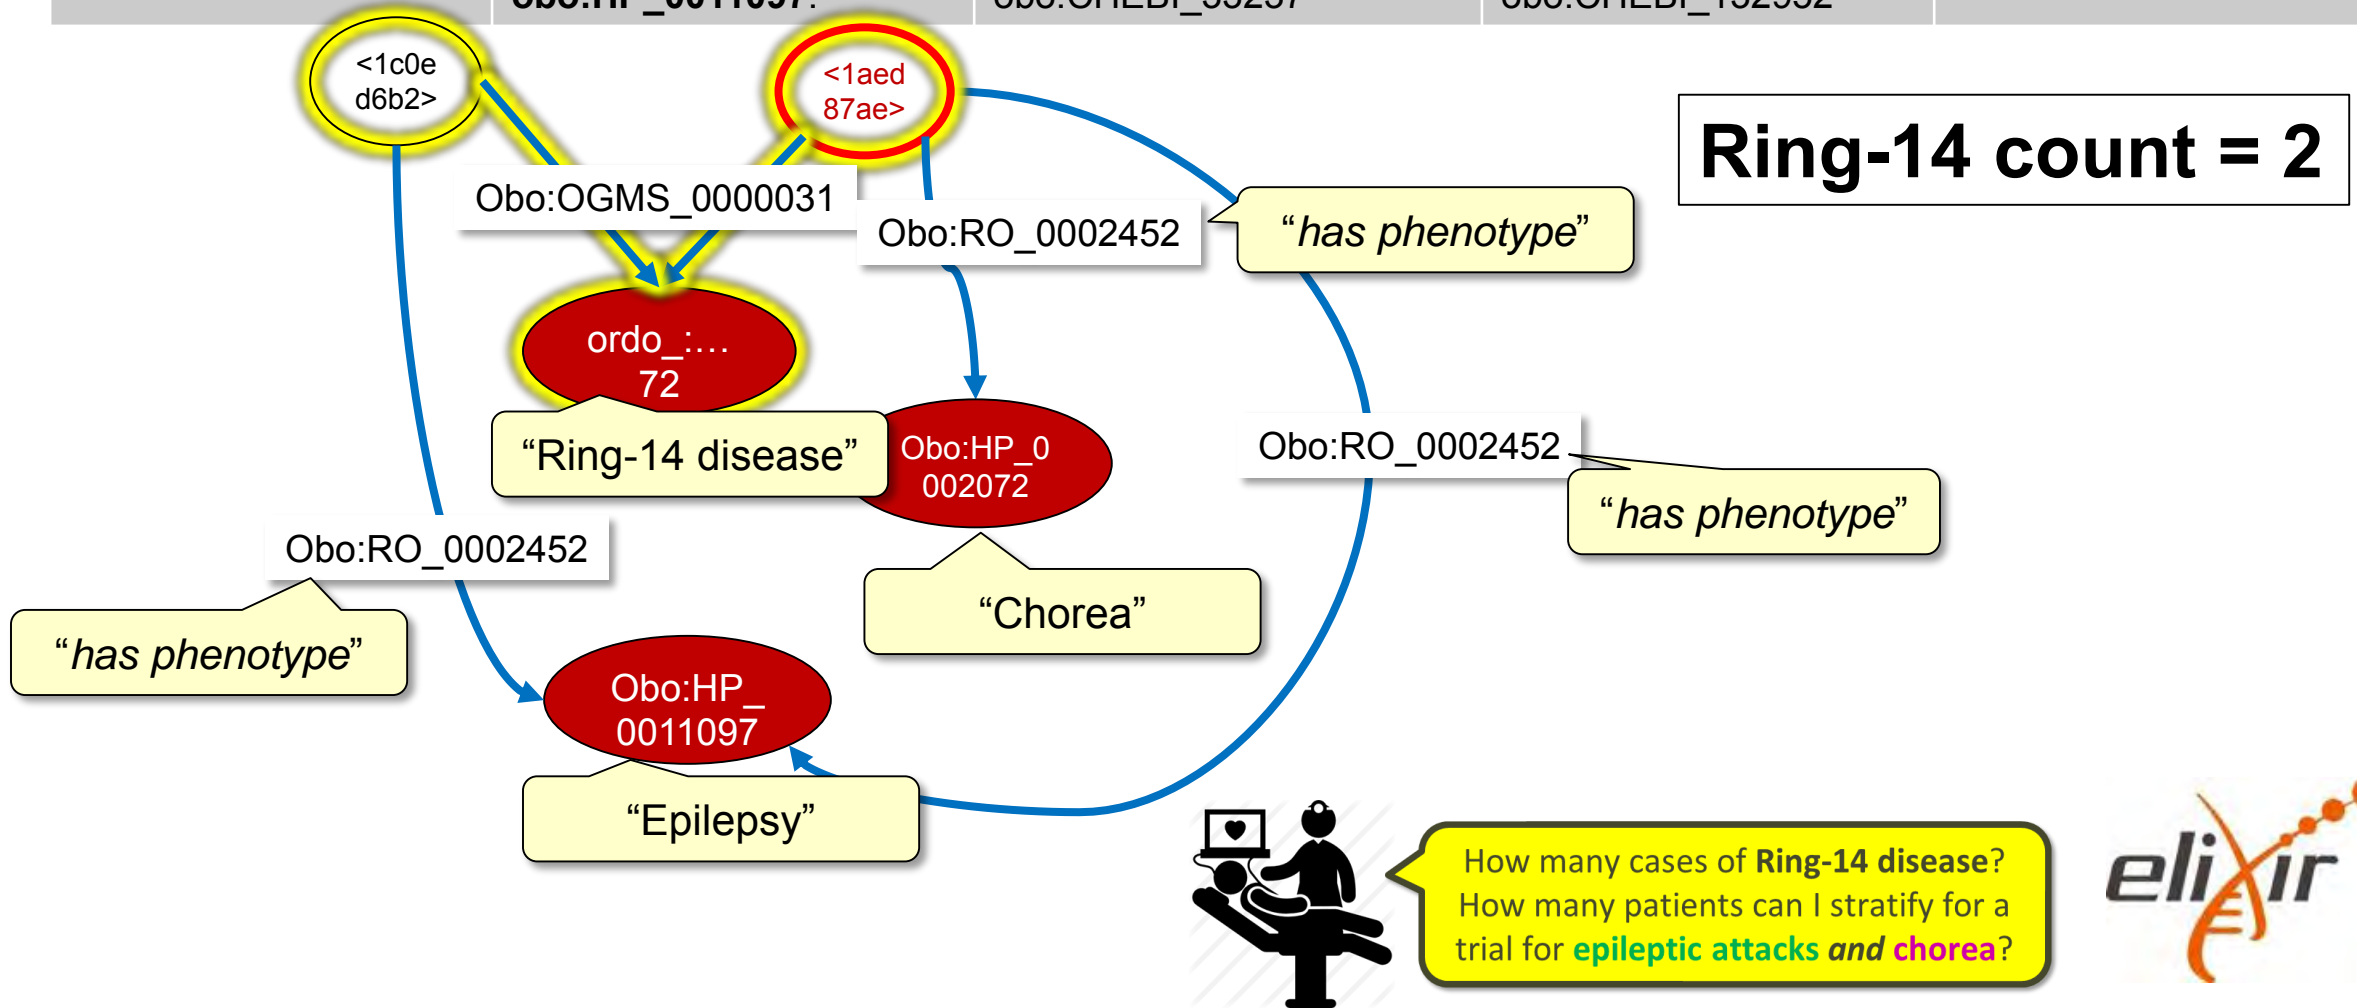 <1c0e
d6b2>
<1aed
87ae>
Ring-14 count = 2
Obo:OGMS_0000031
Obo:RO_0002452
“has phenotype”
ordo_:…
72
“Ring-14 disease”
Obo:HP_0
002072
Obo:RO_0002452
“has phenotype”
Obo:RO_0002452
“Chorea”
“has phenotype”
Obo:HP_
0011097
“Epilepsy”
How many cases of Ring-14 disease?
How many patients can I stratify for a
trial for epileptic attacks and chorea?
elixir